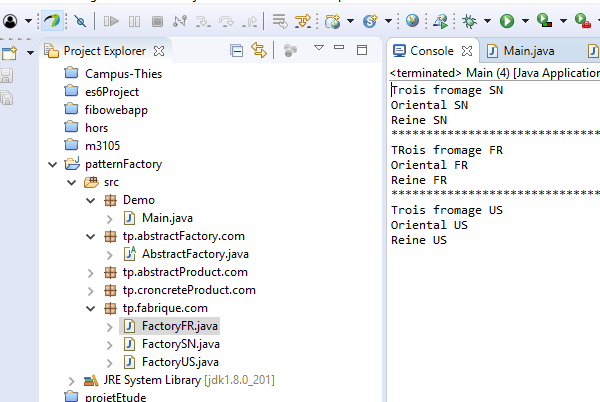 Project Explorer
Campus-Thies
es6Project
fibowebapp
hors
m3105
patternFactory
src
Demo
Main.java
tp.abstractFactory.com
AbstractFactory.java
tp.abstractProduct.com
tp.croncreteProduct.com
tp.fabrique.com
FactoryFR.java
FactorySN.java
FactoryUS.java
JRE System Library [jdk1.8.0_201]
projetEtude
Console
Main.java
<terminated> Main (4) [Java Application
Trois fromage SN
Oriental SN
Reine SN
*******************************
TRois fromage FR
Oriental FR
Reine FR
*******************************
Trois fromage US
Oriental US
Reine US